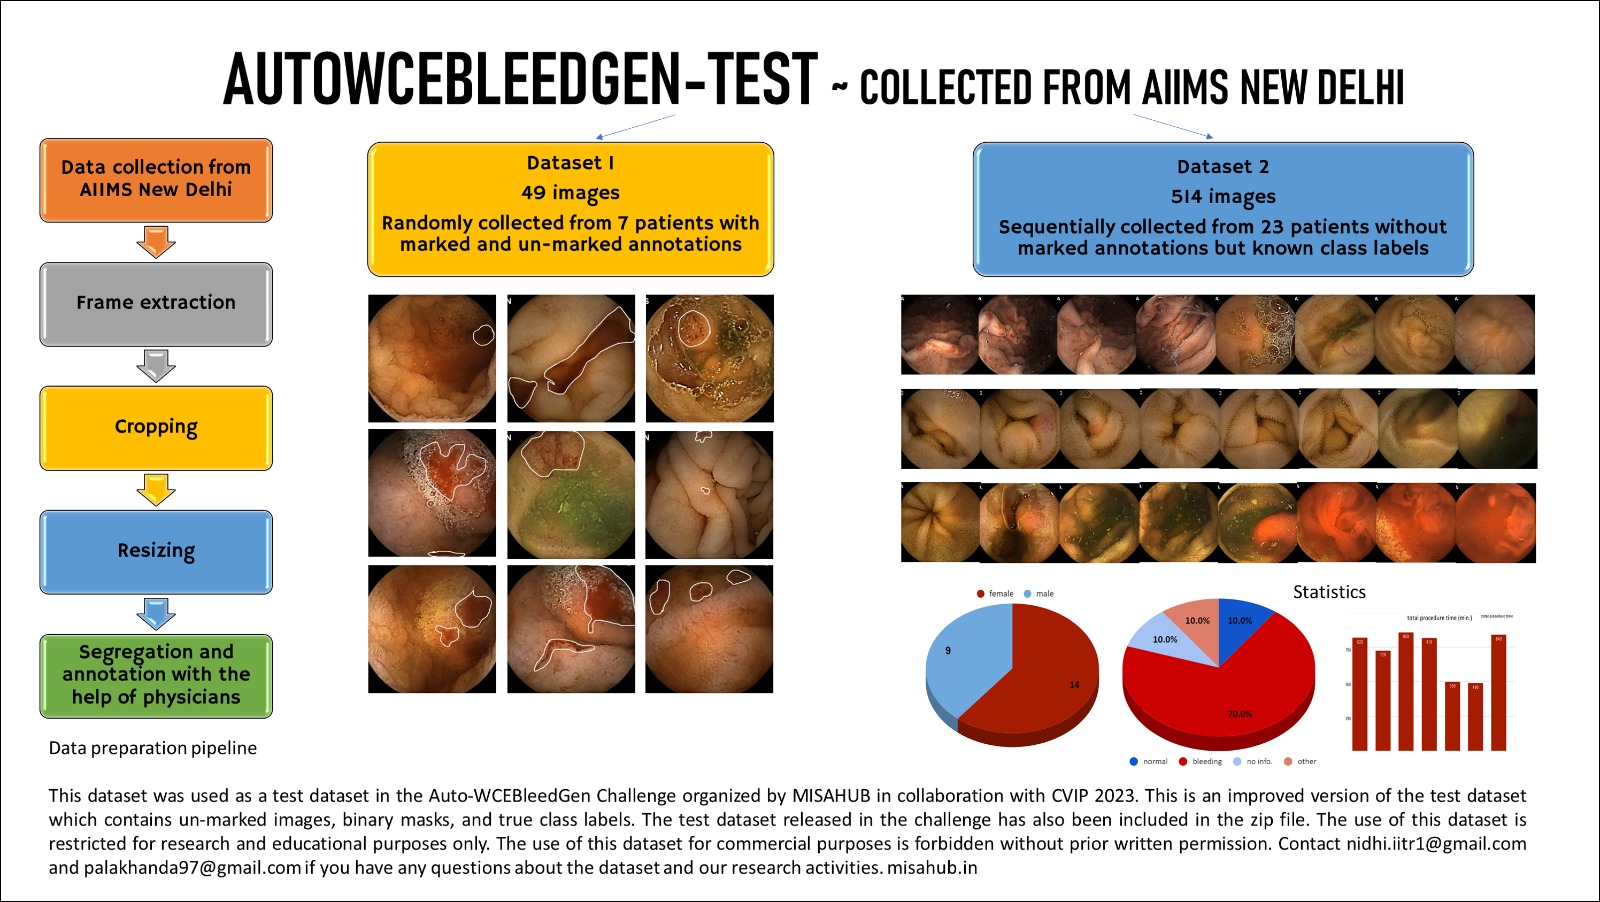 AUTOWCEBLEEDGEN-TEST ~ COLLECTED FROM AIIMS NEW DELHI
Data collection from
AIIMS New Delhi
Frame extraction
Cropping
Resizing
Segregation and
annotation with the
help of physicians
Data preparation pipeline
Dataset 1
49 images
Randomly collected from 7 patients with
marked and un-marked annotations
Dataset 2
514 images
Sequentially collected from 23 patients without
marked annotations but known class labels
Statistics
female male
9
14
10.0% 10.0%
10.0%
70.0%
normal bleeding no info. other
total procedure time (min.) total procedure time
This dataset was used as a test dataset in the Auto-WCEBleedGen Challenge organized by MISAHUB in collaboration with CVIP 2023. This is an improved version of the test dataset
which contains un-marked images, binary masks, and true class labels. The test dataset released in the challenge has also been included in the zip file. The use of this dataset is
restricted for research and educational purposes only. The use of this dataset for commercial purposes is forbidden without prior written permission. Contact nidhi.iitr1@gmail.com
and palakhanda97@gmail.com if you have any questions about the dataset and our research activities. misahub.in